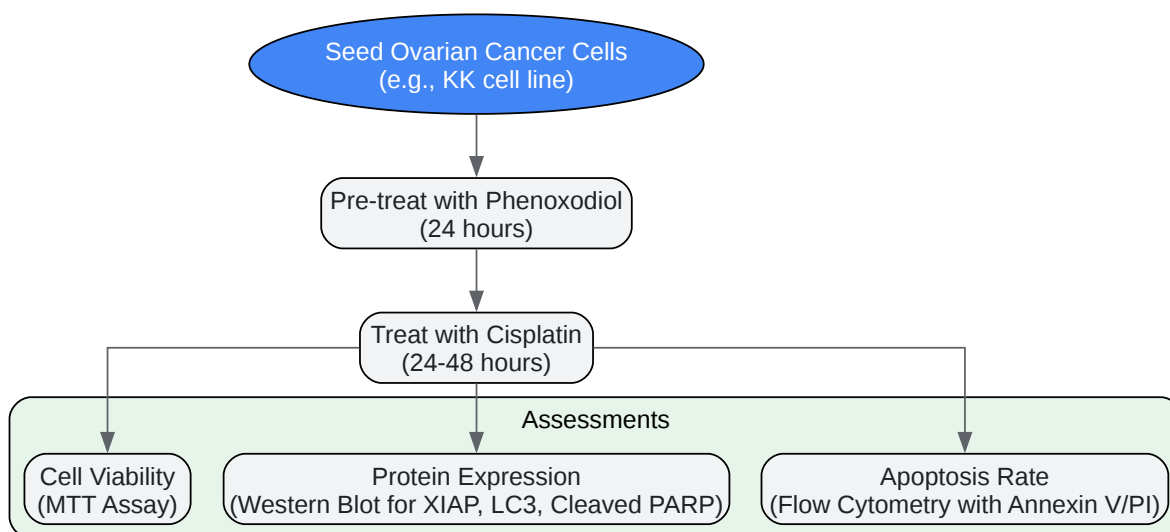 Seed Ovarian Cancer Cells
(e.g., KK cell line)
Pre-treat with Phenoxodiol
(24 hours)
Treat with Cisplatin
(24-48 hours)
Assessments
Cell Viability
(MTT Assay)
Protein Expression
(Western Blot for XIAP, LC3, Cleaved PARP)
Apoptosis Rate
(Flow Cytometry with Annexin V/PI)